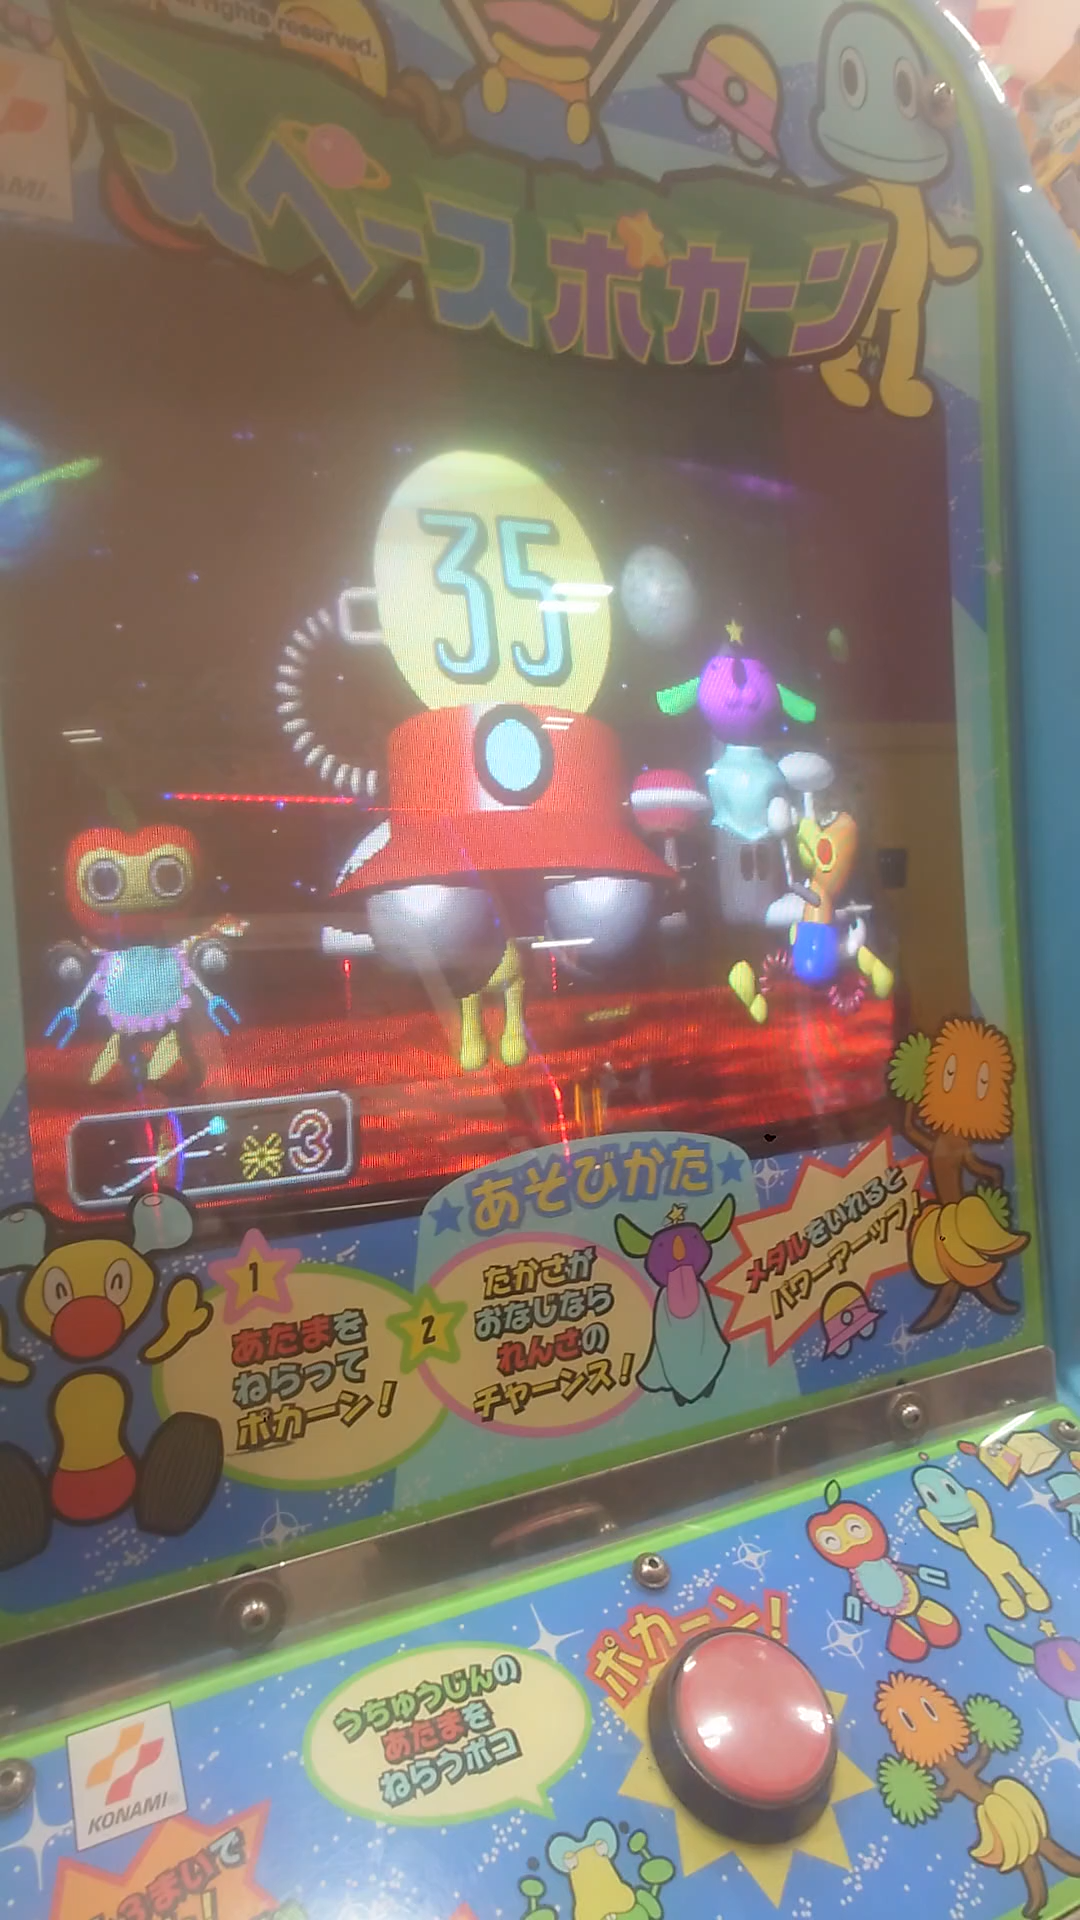 rights reserved.
スペースポカーン
TM
35
×3
あそびかた
1
あたまを
ねらって
ポカーン!
2
たかさが
おなじなら
れんさの
チャーンス!
メダルをいれると
パワーアーップ!
ポカーン!
うちゅうじんの
あたまを
ねらうポコ
KONAMI